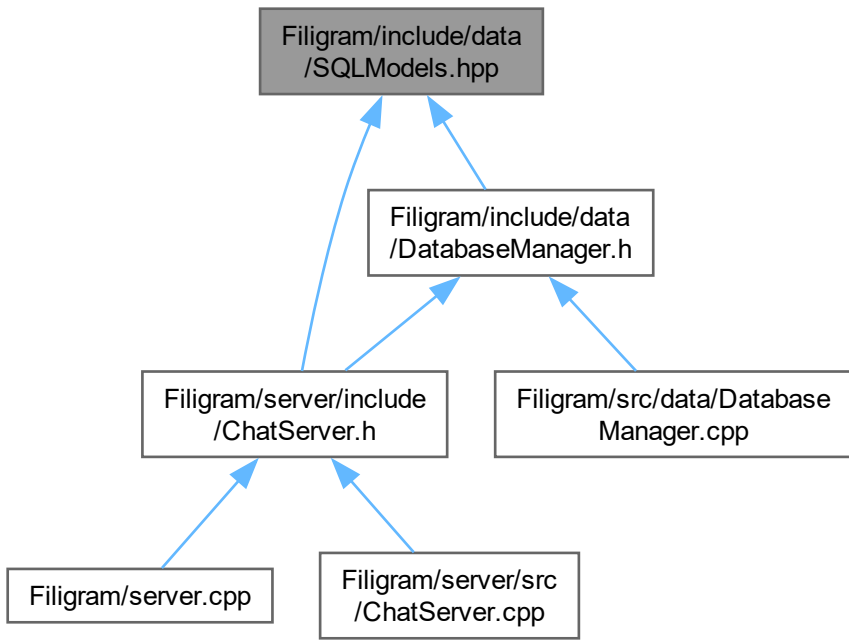 Filigram/include/data
/SQLModels.hpp
Filigram/include/data
/DatabaseManager.h
Filigram/server/include
/ChatServer.h
Filigram/src/data/Database
Manager.cpp
Filigram/server.cpp
Filigram/server/src
/ChatServer.cpp